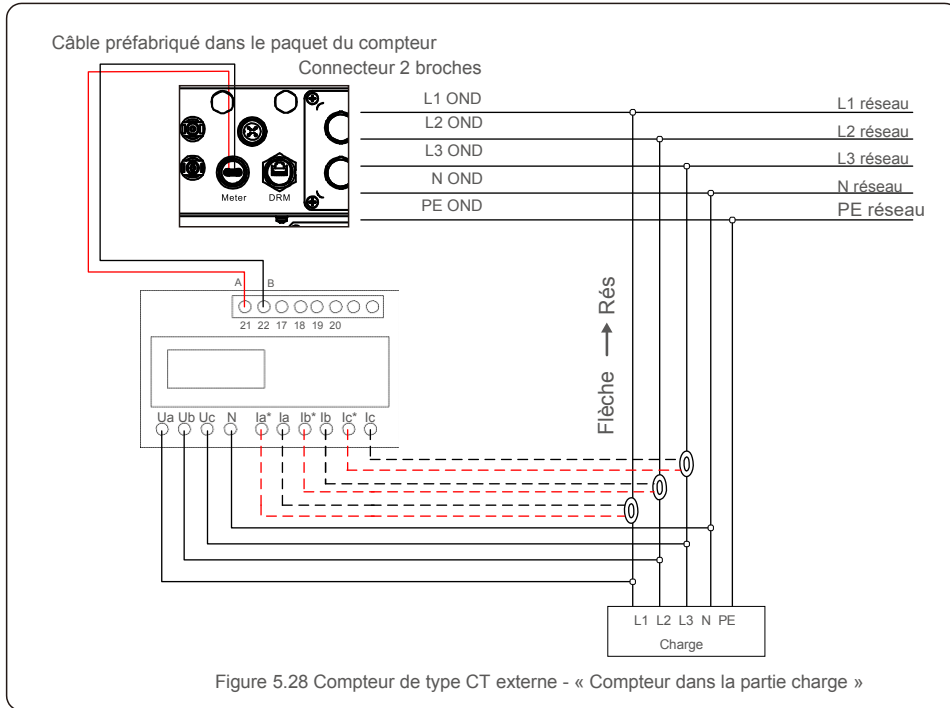 Câble préfabriqué dans le paquet du compteur
Connecteur 2 broches
L1 OND
L1 réseau
L2 OND
L2 réseau
L3 OND
L3 réseau
N OND
N réseau
PE OND
PE réseau
Meter DRM
A B
21 22 17 18 19 20
Flèche → Rés
Ua Ub Uc N Ia* Ia Ib* Ib Ic* Ic
L1 L2 L3 N PE
Charge
Figure 5.28 Compteur de type CT externe - « Compteur dans la partie charge »